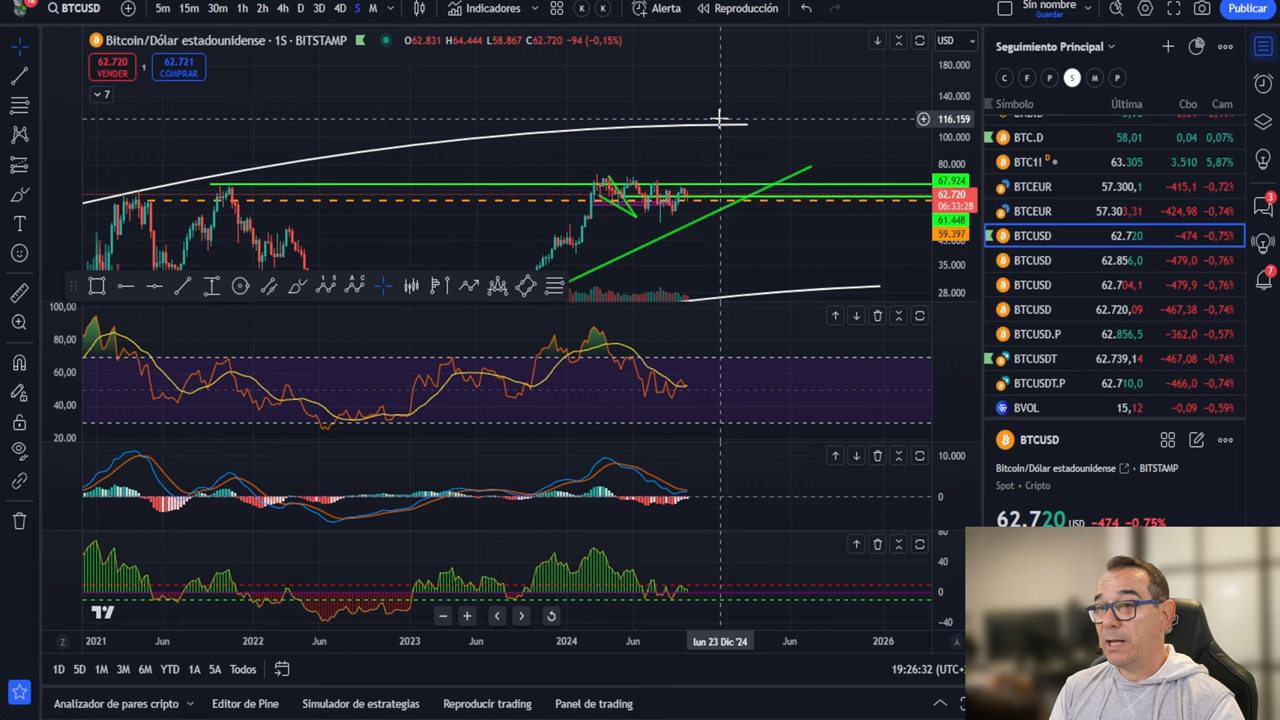 18
BTCUSD 5m 15m 30m 1h 2h 4h D 3D 4D S M Indicadores K K Alerta Reproducción Sin nombre Guardar Publicar
Bitcoin/Dólar estadounidense · 1S · BITSTAMP O62.831 H64.444 L58.867 C62.720 −94 (−0,15%) USD
62.720 VENDER 1 62.721 COMPRAR
7
180.000
140.000
116.159
100.000
80.000
67.924
62.720
06:33:28
61.448
59.397
35.000
28.000
100,00
80,00
60,00
40,00
20.00
10.000
0
80
40
0
−40
Z 2021 Jun 2022 Jun 2023 Jun 2024 Jun lun 23 Dic '24 Jun 2026 A
1D 5D 1M 3M 6M YTD 1A 5A Todos 19:26:32 (UTC+
Analizador de pares cripto Editor de Pine Simulador de estrategias Reproducir trading Panel de trading
Seguimiento Principal
C F P S M P
Símbolo Última Cbo Cam
BTC.D 58,01 0,04 0,07%
BTC1! D 63.305 3.510 5,87%
BTCEUR 57.300,1 −415,1 −0,72%
BTCEUR 57.303,31 −424,98 −0,74%
BTCUSD 62.720 −474 −0,75%
BTCUSD 62.856,0 −479,0 −0,76%
BTCUSD 62.704,1 −479,9 −0,76%
BTCUSD 62.720,09 −467,38 −0,74%
BTCUSD.P 62.856,5 −362,0 −0,57%
BTCUSDT 62.739,14 −467,08 −0,74%
BTCUSDT.P 62.710,0 −466,0 −0,74%
BVOL 15,12 −0,09 −0,59%
BTCUSD
Bitcoin/Dólar estadounidense · BITSTAMP
Spot · Cripto
62.720 USD −474 −0.75%
3
7